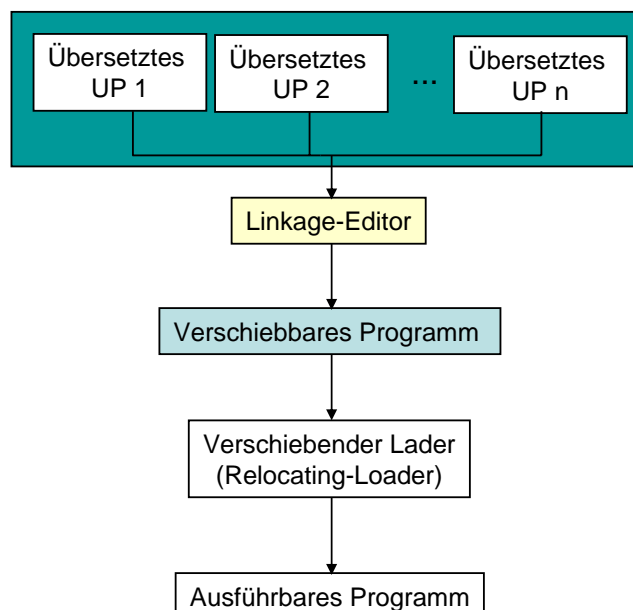 Übersetztes
UP 1
Übersetztes
UP 2
...
Übersetztes
UP n
Linkage-Editor
Verschiebbares Programm
Verschiebender Lader
(Relocating-Loader)
Ausführbares Programm